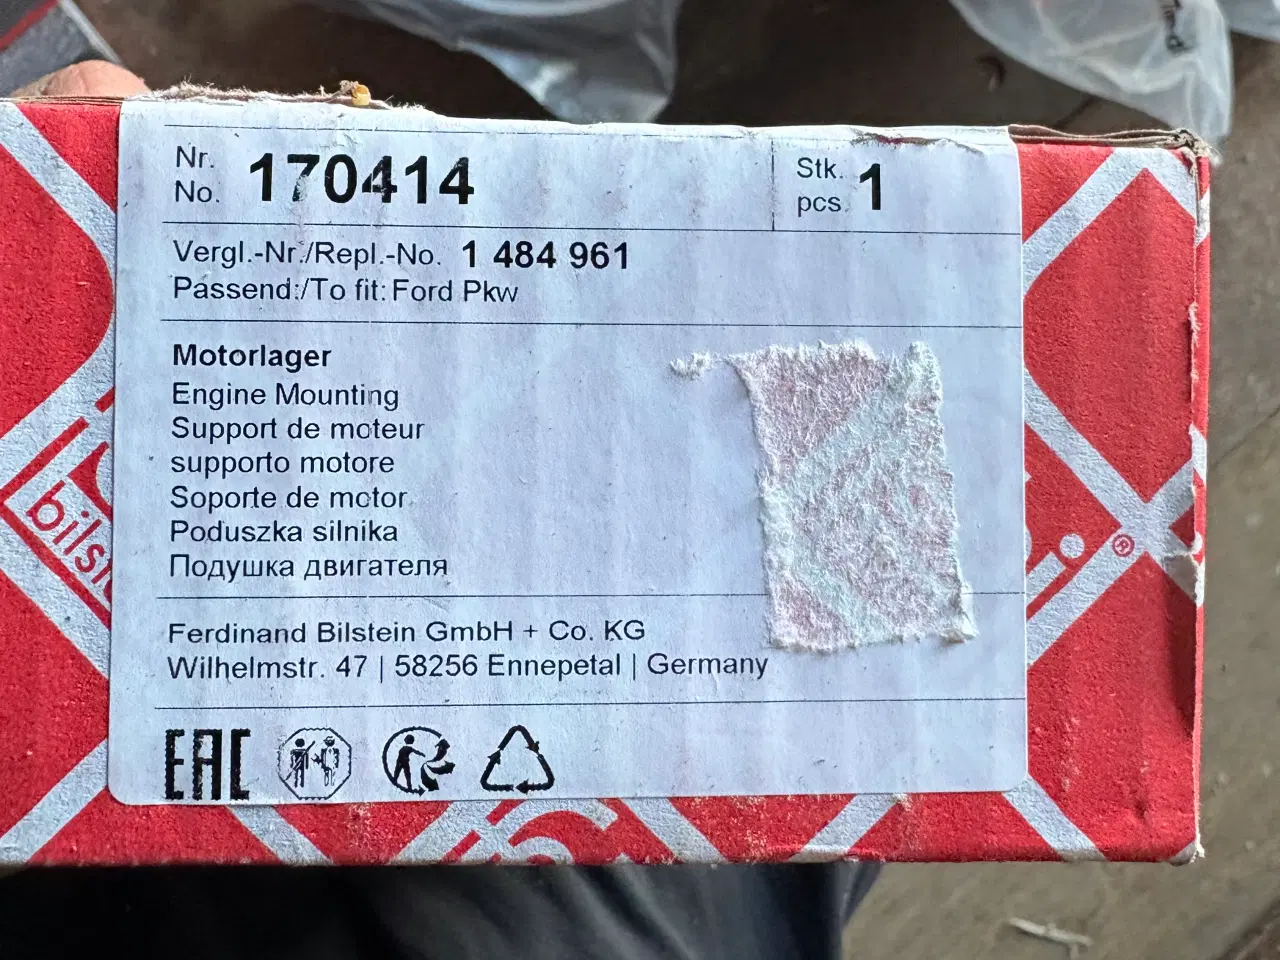 Nr.
No. 170414
Stk.
pcs. 1
Vergl.-Nr./Repl.-No. 1 484 961
Passend:/To fit: Ford Pkw
Motorlager
Engine Mounting
Support de moteur
supporto motore
Soporte de motor
Poduszka silnika
Подушка двигателя
Ferdinand Bilstein GmbH + Co. KG
Wilhelmstr. 47 | 58256 Ennepetal | Germany
EAC
®